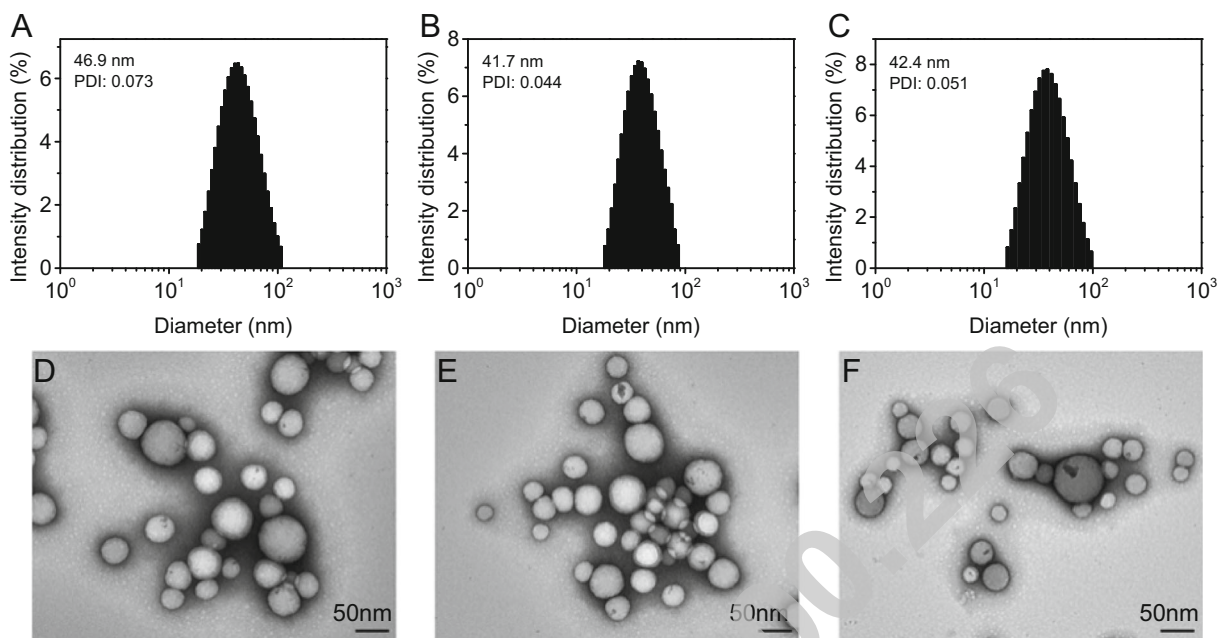 A
46.9 nm
PDI: 0.073
Intensity distribution (%)
6
4
2
0
10⁰
10¹
10²
10³
Diameter (nm)
B
41.7 nm
PDI: 0.044
Intensity distribution (%)
8
6
4
2
0
10⁰
10¹
10²
10³
Diameter (nm)
C
42.4 nm
PDI: 0.051
Intensity distribution (%)
8
6
4
2
0
10⁰
10¹
10²
10³
Diameter (nm)
D
50nm
E
50nm
F
50nm